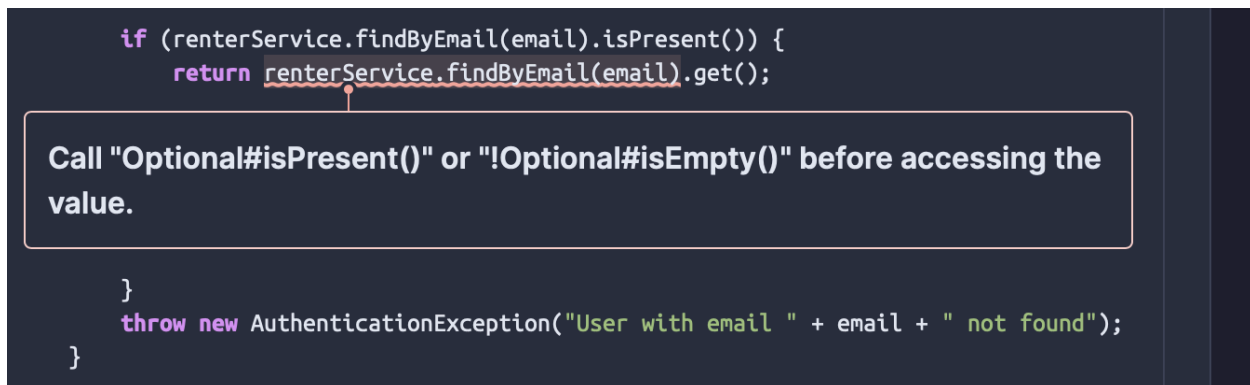 if (renterService.findByEmail(email).isPresent()) {
return renterService.findByEmail(email).get();
Call "Optional#isPresent()" or "!Optional#isEmpty()" before accessing the
value.
}
throw new AuthenticationException("User with email " + email + " not found");
}